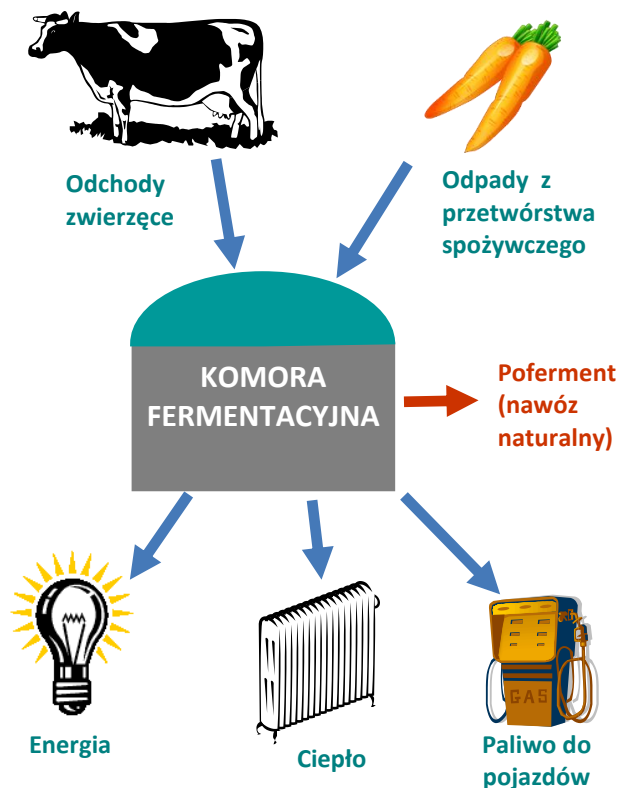 Odchody
zwierzęce
Odpady z
przetwórstwa
spożywczego
KOMORA
FERMENTACYJNA
Poferment
(nawóz
naturalny)
GAS
Energia
Ciepło
Paliwo do
pojazdów